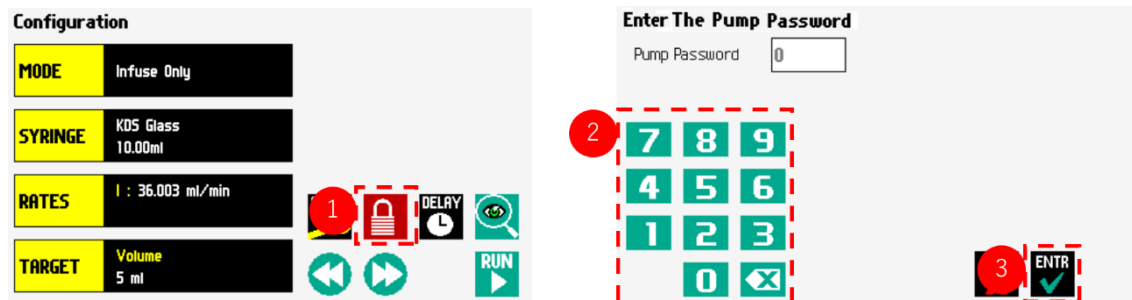 Configuration
MODE
Infuse Only
SYRINGE
KDS Glass
10.00ml
RATES
I : 36.003 ml/min
TARGET
Volume
5 ml
1
DELAY
RUN
Enter The Pump Password
Pump Password
0
2
7 8 9
4 5 6
1 2 3
0
3
ENTR